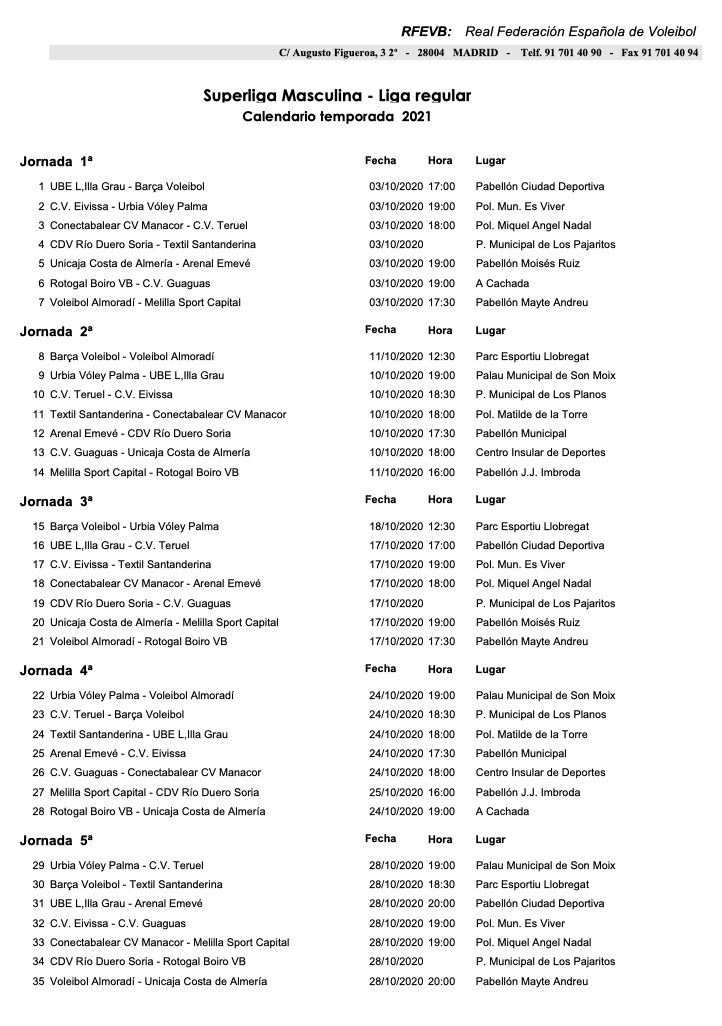 RFEVB: Real Federación Española de Voleibol
C/ Augusto Figueroa, 3 2º - 28004 MADRID - Telf. 91 701 40 90 - Fax 91 701 40 94
Superliga Masculina - Liga regular
Calendario temporada 2021
Jornada 1ª Fecha Hora Lugar
1 UBE L,Illa Grau - Barça Voleibol 03/10/2020 17:00 Pabellón Ciudad Deportiva
2 C.V. Eivissa - Urbia Vóley Palma 03/10/2020 19:00 Pol. Mun. Es Viver
3 Conectabalear CV Manacor - C.V. Teruel 03/10/2020 18:00 Pol. Miquel Angel Nadal
4 CDV Río Duero Soria - Textil Santanderina 03/10/2020 P. Municipal de Los Pajaritos
5 Unicaja Costa de Almería - Arenal Emevé 03/10/2020 19:00 Pabellón Moisés Ruiz
6 Rotogal Boiro VB - C.V. Guaguas 03/10/2020 19:00 A Cachada
7 Voleibol Almoradí - Melilla Sport Capital 03/10/2020 17:30 Pabellón Mayte Andreu
Jornada 2ª Fecha Hora Lugar
8 Barça Voleibol - Voleibol Almoradí 11/10/2020 12:30 Parc Esportiu Llobregat
9 Urbia Vóley Palma - UBE L,Illa Grau 10/10/2020 19:00 Palau Municipal de Son Moix
10 C.V. Teruel - C.V. Eivissa 10/10/2020 18:30 P. Municipal de Los Planos
11 Textil Santanderina - Conectabalear CV Manacor 10/10/2020 18:00 Pol. Matilde de la Torre
12 Arenal Emevé - CDV Río Duero Soria 10/10/2020 17:30 Pabellón Municipal
13 C.V. Guaguas - Unicaja Costa de Almería 10/10/2020 18:00 Centro Insular de Deportes
14 Melilla Sport Capital - Rotogal Boiro VB 11/10/2020 16:00 Pabellón J.J. Imbroda
Jornada 3ª Fecha Hora Lugar
15 Barça Voleibol - Urbia Vóley Palma 18/10/2020 12:30 Parc Esportiu Llobregat
16 UBE L,Illa Grau - C.V. Teruel 17/10/2020 17:00 Pabellón Ciudad Deportiva
17 C.V. Eivissa - Textil Santanderina 17/10/2020 19:00 Pol. Mun. Es Viver
18 Conectabalear CV Manacor - Arenal Emevé 17/10/2020 18:00 Pol. Miquel Angel Nadal
19 CDV Río Duero Soria - C.V. Guaguas 17/10/2020 P. Municipal de Los Pajaritos
20 Unicaja Costa de Almería - Melilla Sport Capital 17/10/2020 19:00 Pabellón Moisés Ruiz
21 Voleibol Almoradí - Rotogal Boiro VB 17/10/2020 17:30 Pabellón Mayte Andreu
Jornada 4ª Fecha Hora Lugar
22 Urbia Vóley Palma - Voleibol Almoradí 24/10/2020 19:00 Palau Municipal de Son Moix
23 C.V. Teruel - Barça Voleibol 24/10/2020 18:30 P. Municipal de Los Planos
24 Textil Santanderina - UBE L,Illa Grau 24/10/2020 18:00 Pol. Matilde de la Torre
25 Arenal Emevé - C.V. Eivissa 24/10/2020 17:30 Pabellón Municipal
26 C.V. Guaguas - Conectabalear CV Manacor 24/10/2020 18:00 Centro Insular de Deportes
27 Melilla Sport Capital - CDV Río Duero Soria 25/10/2020 16:00 Pabellón J.J. Imbroda
28 Rotogal Boiro VB - Unicaja Costa de Almería 24/10/2020 19:00 A Cachada
Jornada 5ª Fecha Hora Lugar
29 Urbia Vóley Palma - C.V. Teruel 28/10/2020 19:00 Palau Municipal de Son Moix
30 Barça Voleibol - Textil Santanderina 28/10/2020 18:30 Parc Esportiu Llobregat
31 UBE L,Illa Grau - Arenal Emevé 28/10/2020 20:00 Pabellón Ciudad Deportiva
32 C.V. Eivissa - C.V. Guaguas 28/10/2020 19:00 Pol. Mun. Es Viver
33 Conectabalear CV Manacor - Melilla Sport Capital 28/10/2020 19:00 Pol. Miquel Angel Nadal
34 CDV Río Duero Soria - Rotogal Boiro VB 28/10/2020 P. Municipal de Los Pajaritos
35 Voleibol Almoradí - Unicaja Costa de Almería 28/10/2020 20:00 Pabellón Mayte Andreu